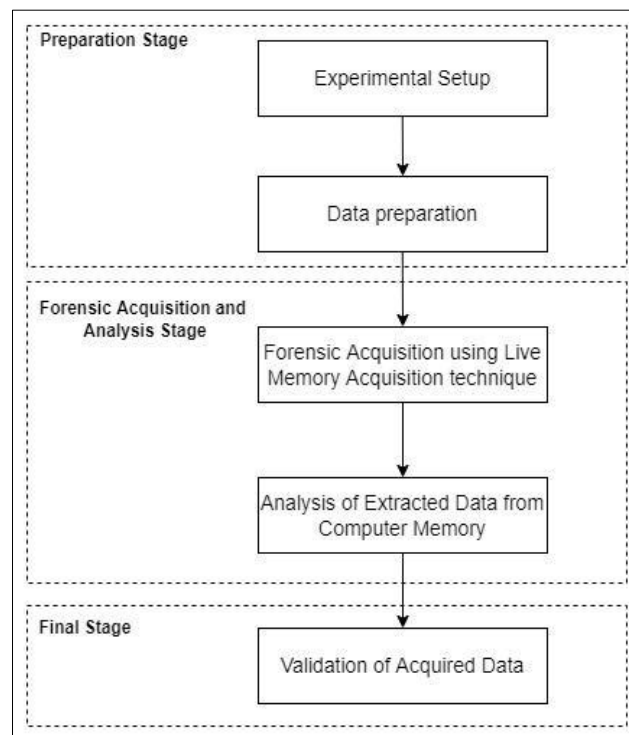 Preparation Stage
Experimental Setup
Data preparation
Forensic Acquisition and
Analysis Stage
Forensic Acquisition using Live
Memory Acquisition technique
Analysis of Extracted Data from
Computer Memory
Final Stage
Validation of Acquired Data